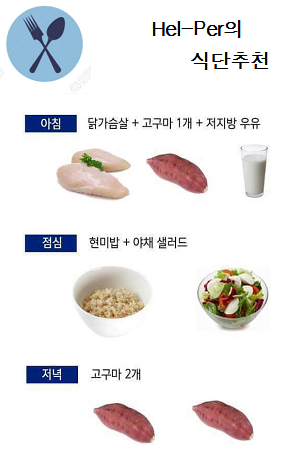 Hel-Per의
식단추천
아침 닭가슴살 + 고구마 1개 + 저지방 우유
점심 현미밥 + 야채 샐러드
저녁 고구마 2개